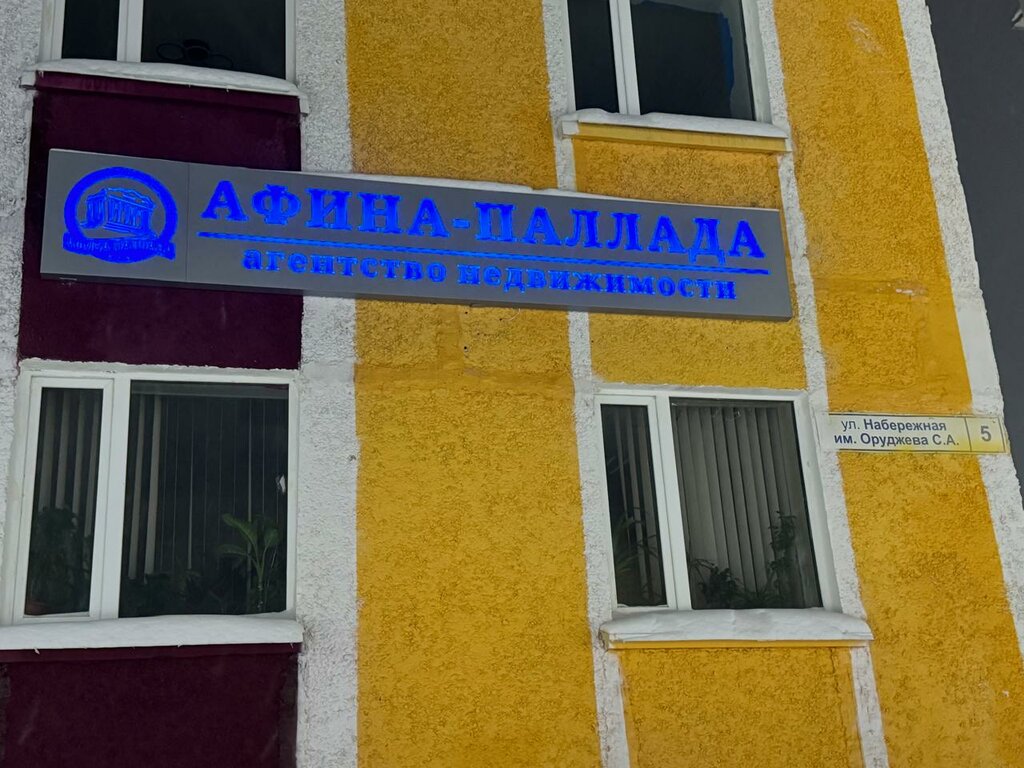 АФИНА-ПАЛЛАДА
агентство недвижимости
ул. Набережная
им. Оруджева С.А.
5